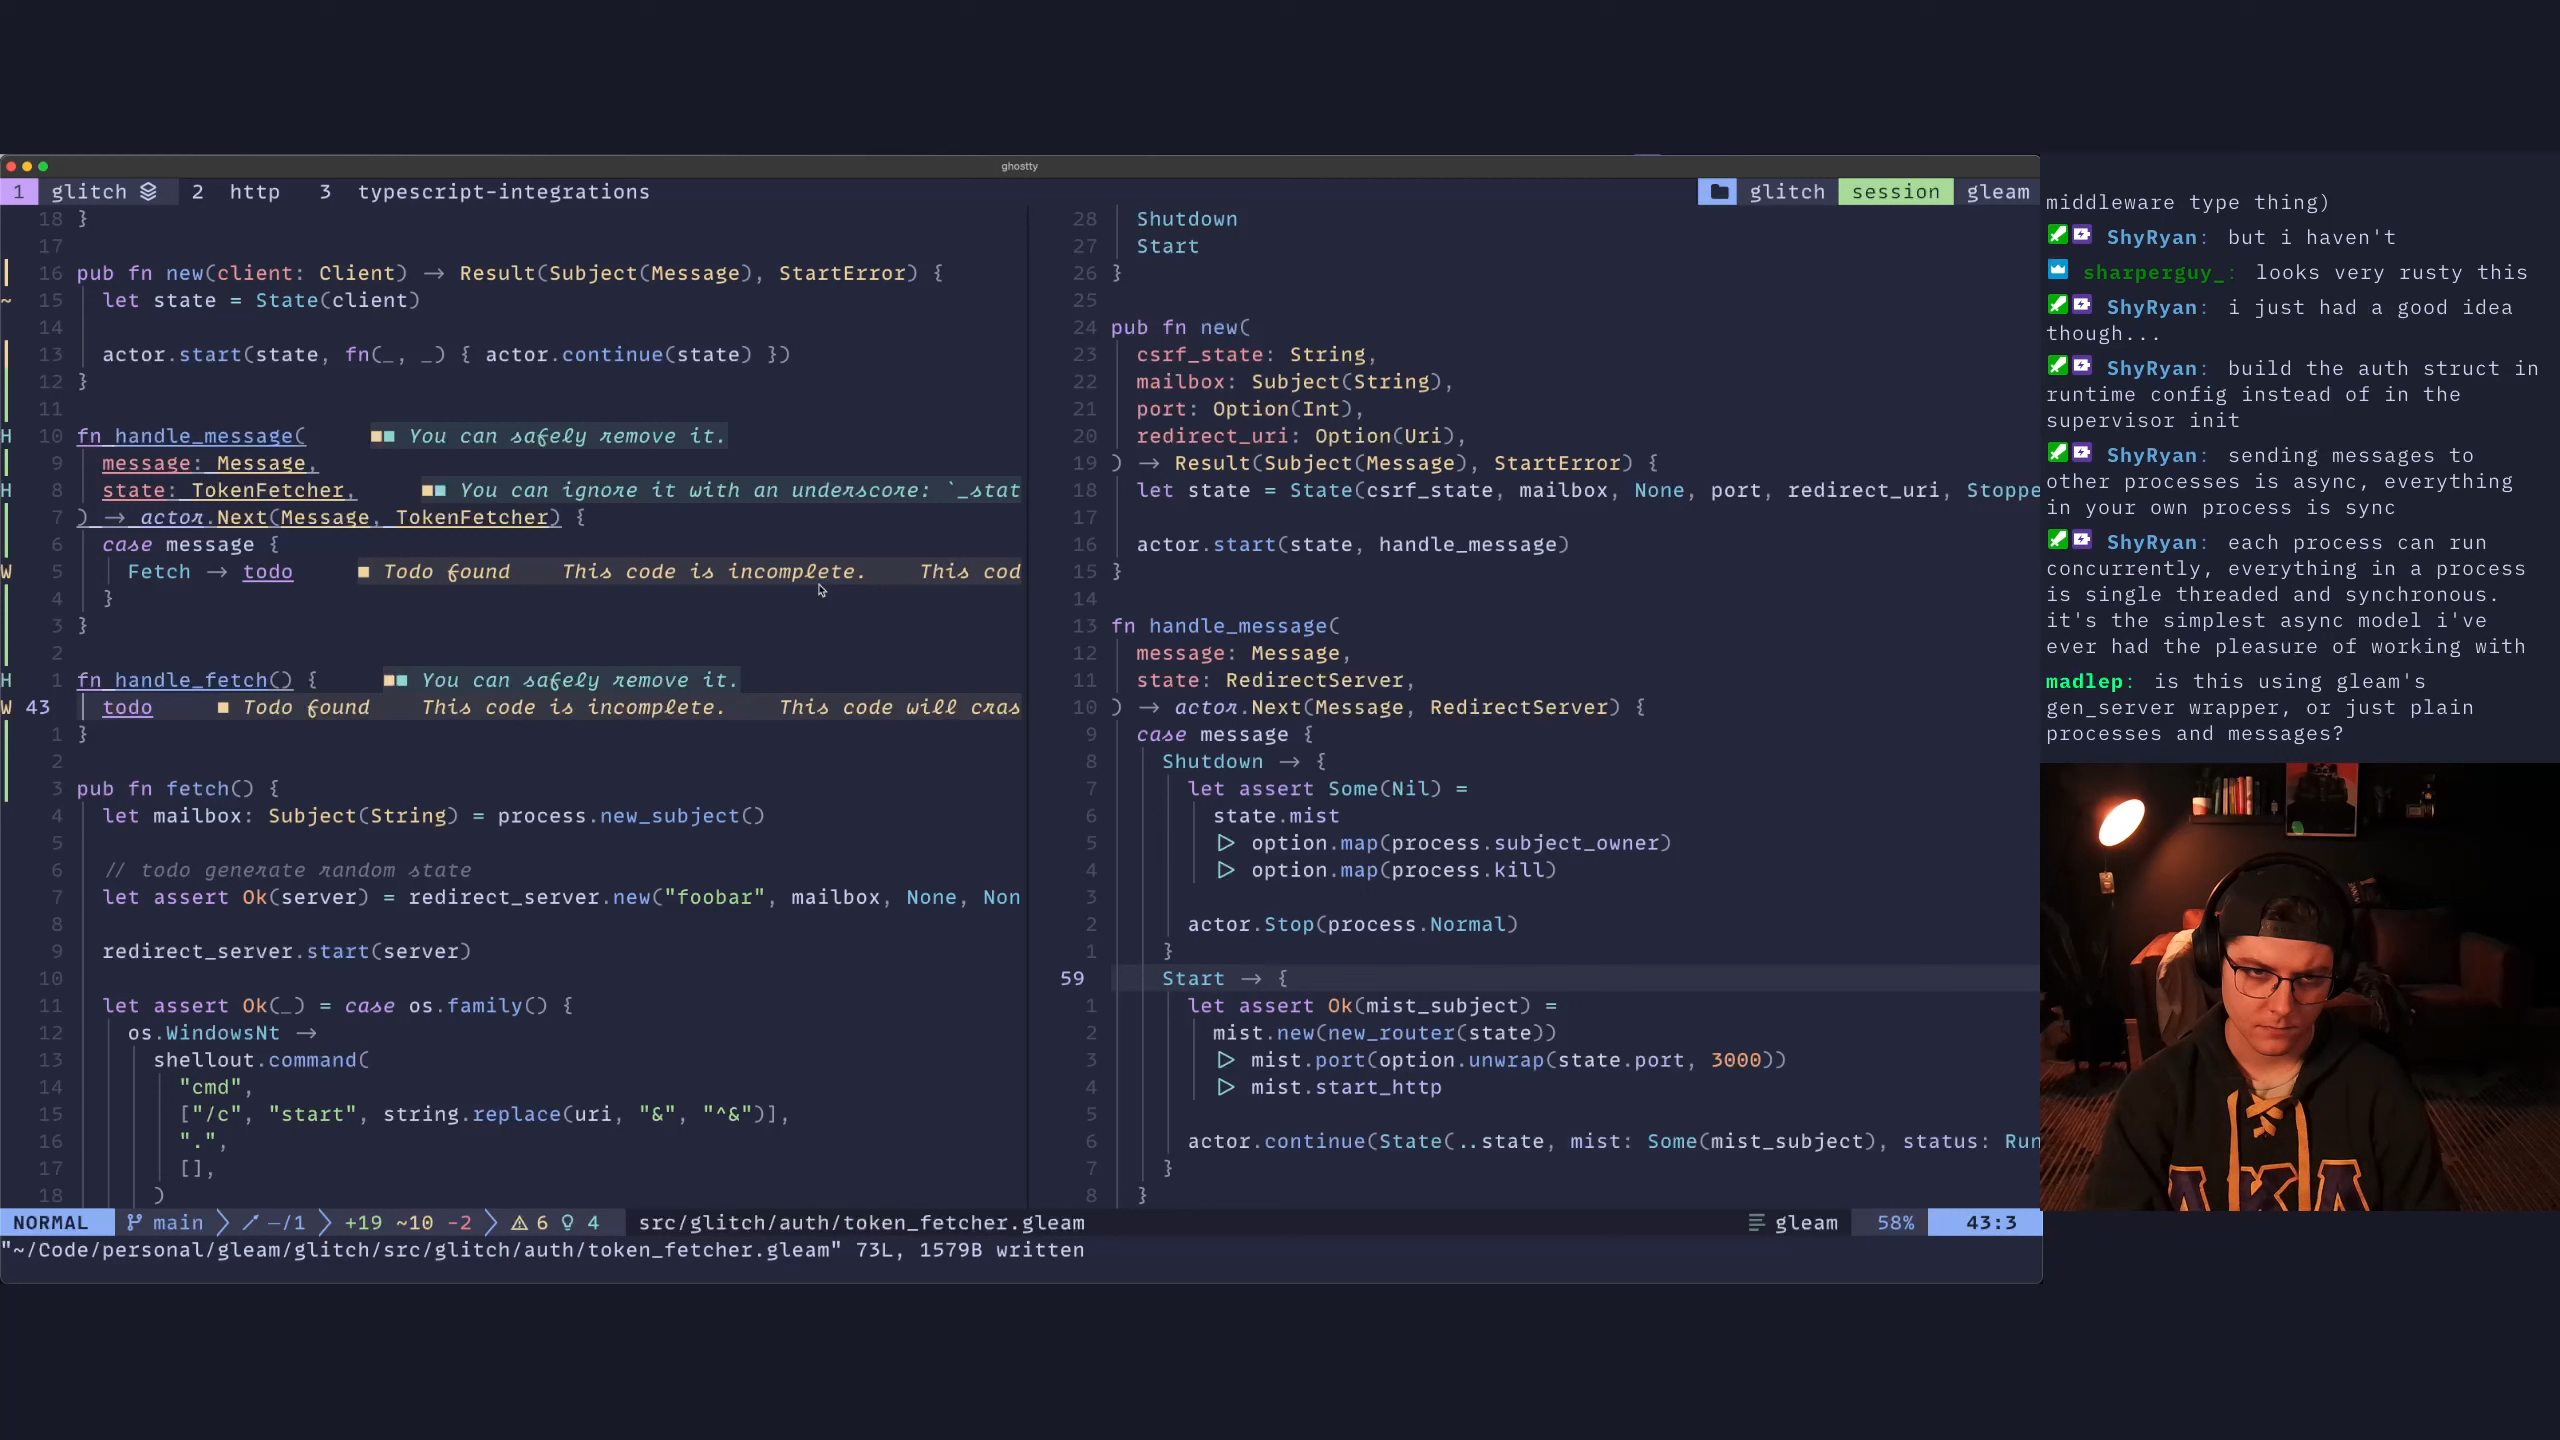 ghostty
1 glitch 2 http 3 typescript-integrations
glitch session gleam
18 }
17
16 pub fn new(client: Client) -> Result(Subject(Message), StartError) {
15 let state = State(client)
14
13 actor.start(state, fn(_, _) { actor.continue(state) })
12 }
11
H 10 fn handle_message( You can safely remove it.
9 message: Message,
H 8 state: TokenFetcher, You can ignore it with an underscore: `_stat
7 ) -> actor.Next(Message, TokenFetcher) {
6 case message {
W 5 Fetch -> todo Todo found This code is incomplete. This cod
4 }
3 }
2
H 1 fn handle_fetch() { You can safely remove it.
W 43 todo Todo found This code is incomplete. This code will cras
1 }
2
3 pub fn fetch() {
4 let mailbox: Subject(String) = process.new_subject()
5
6 // todo generate random state
7 let assert Ok(server) = redirect_server.new("foobar", mailbox, None, Non
8
9 redirect_server.start(server)
10
11 let assert Ok(_) = case os.family() {
12 os.WindowsNt ->
13 shellout.command(
14 "cmd",
15 ["/c", "start", string.replace(uri, "&", "^&")],
16 ".",
17 [],
18 )
28 Shutdown
27 Start
26 }
25
24 pub fn new(
23 csrf_state: String,
22 mailbox: Subject(String),
21 port: Option(Int),
20 redirect_uri: Option(Uri),
19 ) -> Result(Subject(Message), StartError) {
18 let state = State(csrf_state, mailbox, None, port, redirect_uri, Stoppe
17
16 actor.start(state, handle_message)
15 }
14
13 fn handle_message(
12 message: Message,
11 state: RedirectServer,
10 ) -> actor.Next(Message, RedirectServer) {
9 case message {
8 Shutdown -> {
7 let assert Some(Nil) =
6 state.mist
5 |> option.map(process.subject_owner)
4 |> option.map(process.kill)
3
2 actor.Stop(process.Normal)
1 }
59 Start -> {
1 let assert Ok(mist_subject) =
2 mist.new(new_router(state))
3 |> mist.port(option.unwrap(state.port, 3000))
4 |> mist.start_http
5
6 actor.continue(State(..state, mist: Some(mist_subject), status: Run
7 }
8 }
NORMAL main —/1 +19 ~10 -2 6 4 src/glitch/auth/token_fetcher.gleam gleam 58% 43:3
"~/Code/personal/gleam/glitch/src/glitch/auth/token_fetcher.gleam" 73L, 1579B written
middleware type thing)
ShyRyan: but i haven't
sharperguy_: looks very rusty this
ShyRyan: i just had a good idea
though...
ShyRyan: build the auth struct in
runtime config instead of in the
supervisor init
ShyRyan: sending messages to
other processes is async, everything
in your own process is sync
ShyRyan: each process can run
concurrently, everything in a process
is single threaded and synchronous.
it's the simplest async model i've
ever had the pleasure of working with
madlep: is this using gleam's
gen_server wrapper, or just plain
processes and messages?